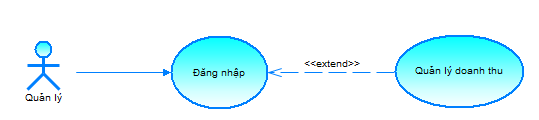 Quản lý
Đăng nhập
<<extend>>
Quản lý doanh thu